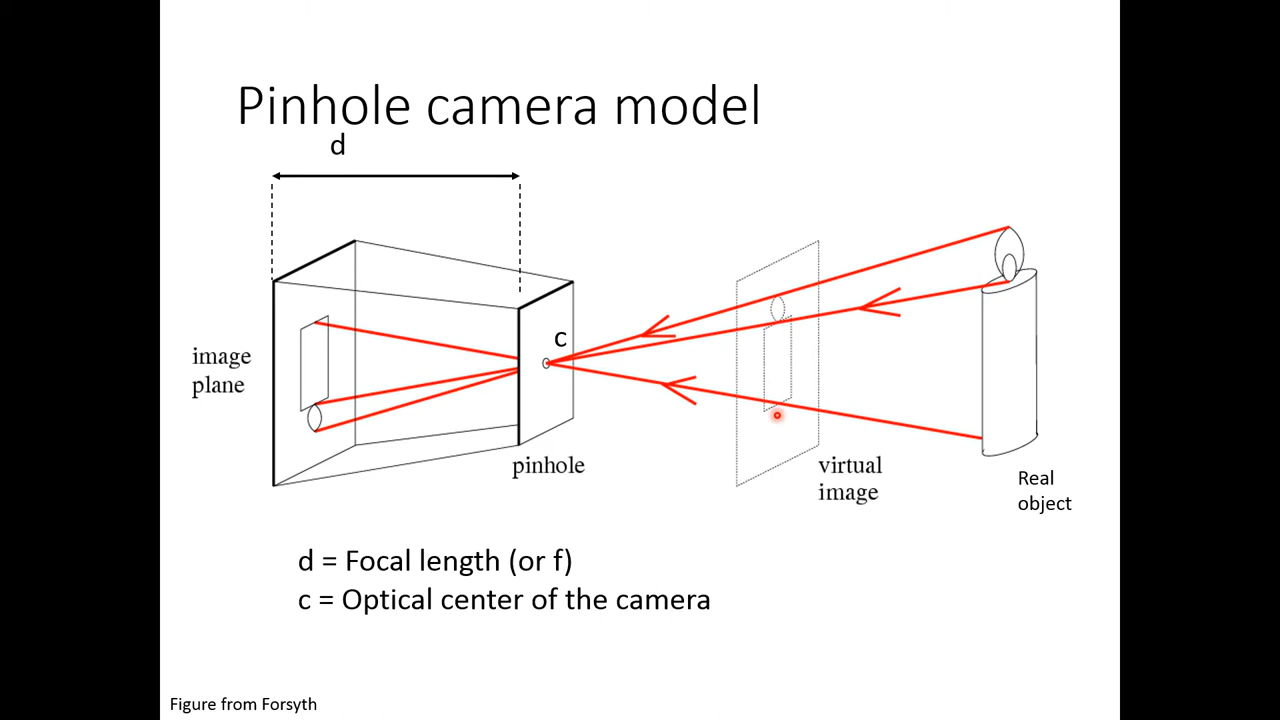 Pinhole camera model
d
c
image
plane
pinhole
virtual
image
Real
object
d = Focal length (or f)
c = Optical center of the camera
Figure from Forsyth